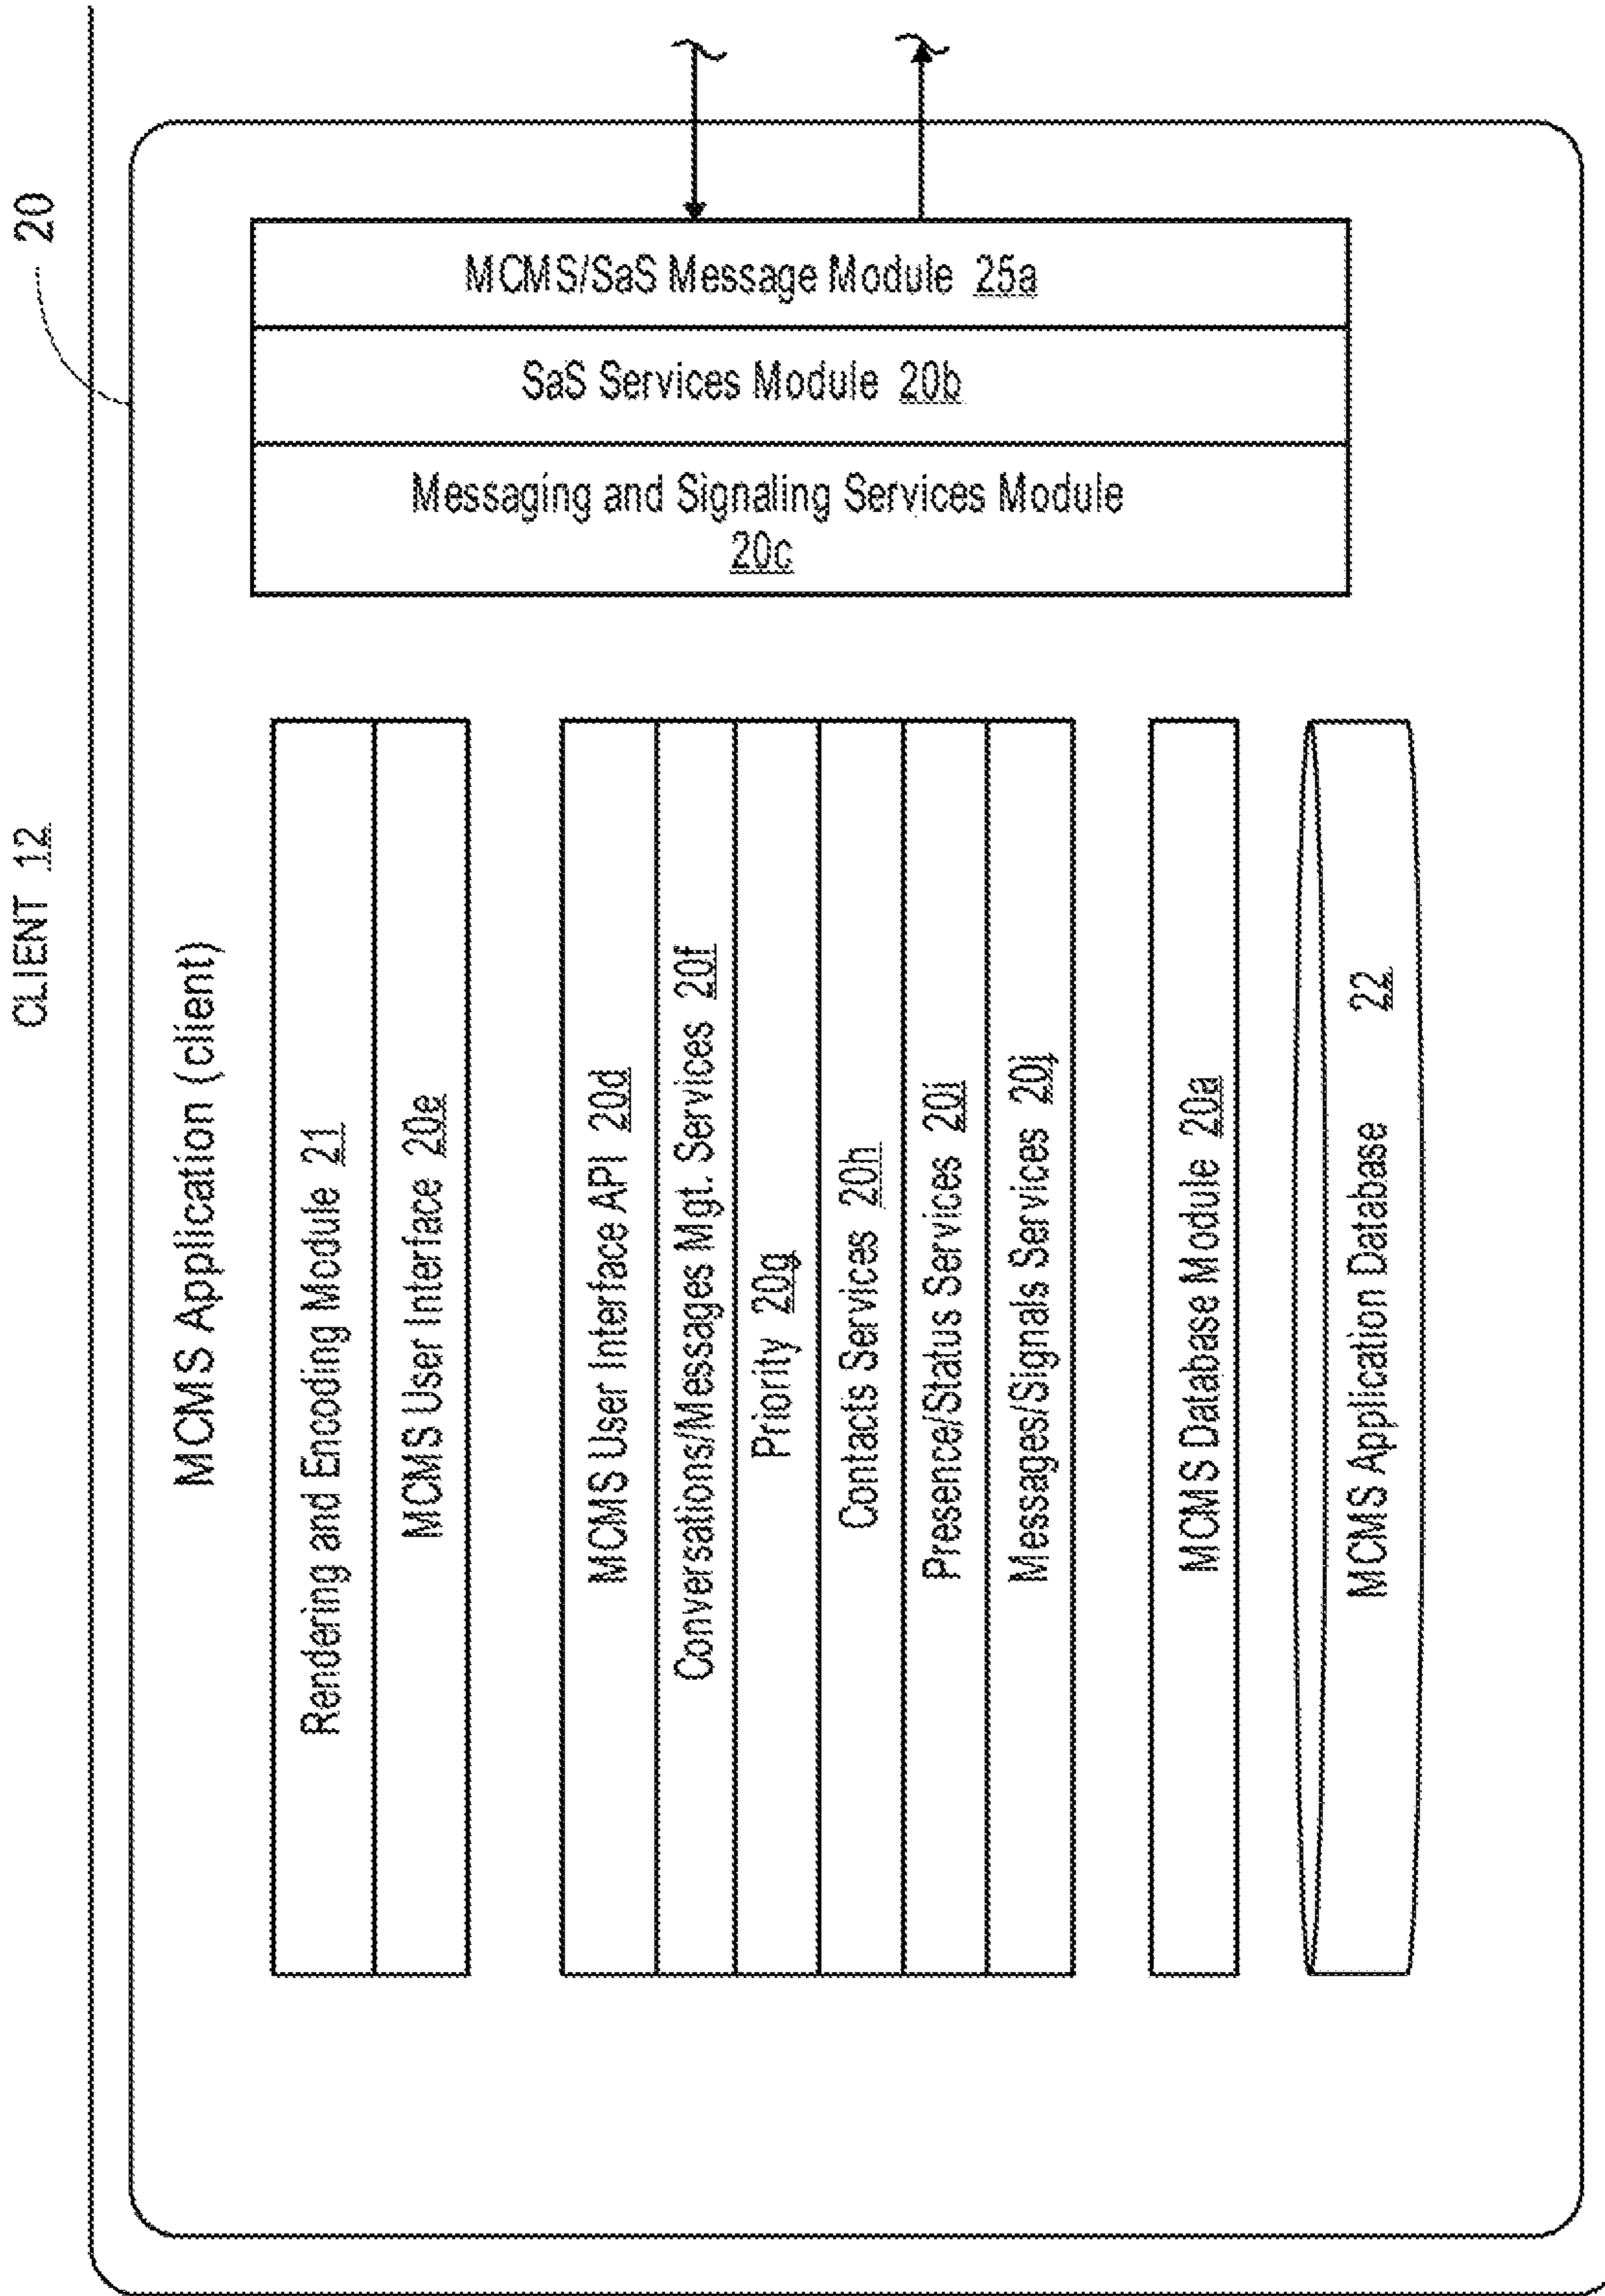 CLIENT 12
20
MCMS Application (client)
Rendering and Encoding Module 21
MCMS User Interface 20e
MCMS User Interface API 20d
Conversations/Messages Mgt. Services 20f
Priority 20g
Contacts Services 20h
Presence/Status Services 20i
Messages/Signals Services 20j
MCMS Database Module 20a
MCMS Application Database 22
Messaging and Signaling Services Module
20c
SaS Services Module 20b
MCMS/SaS Message Module 25a